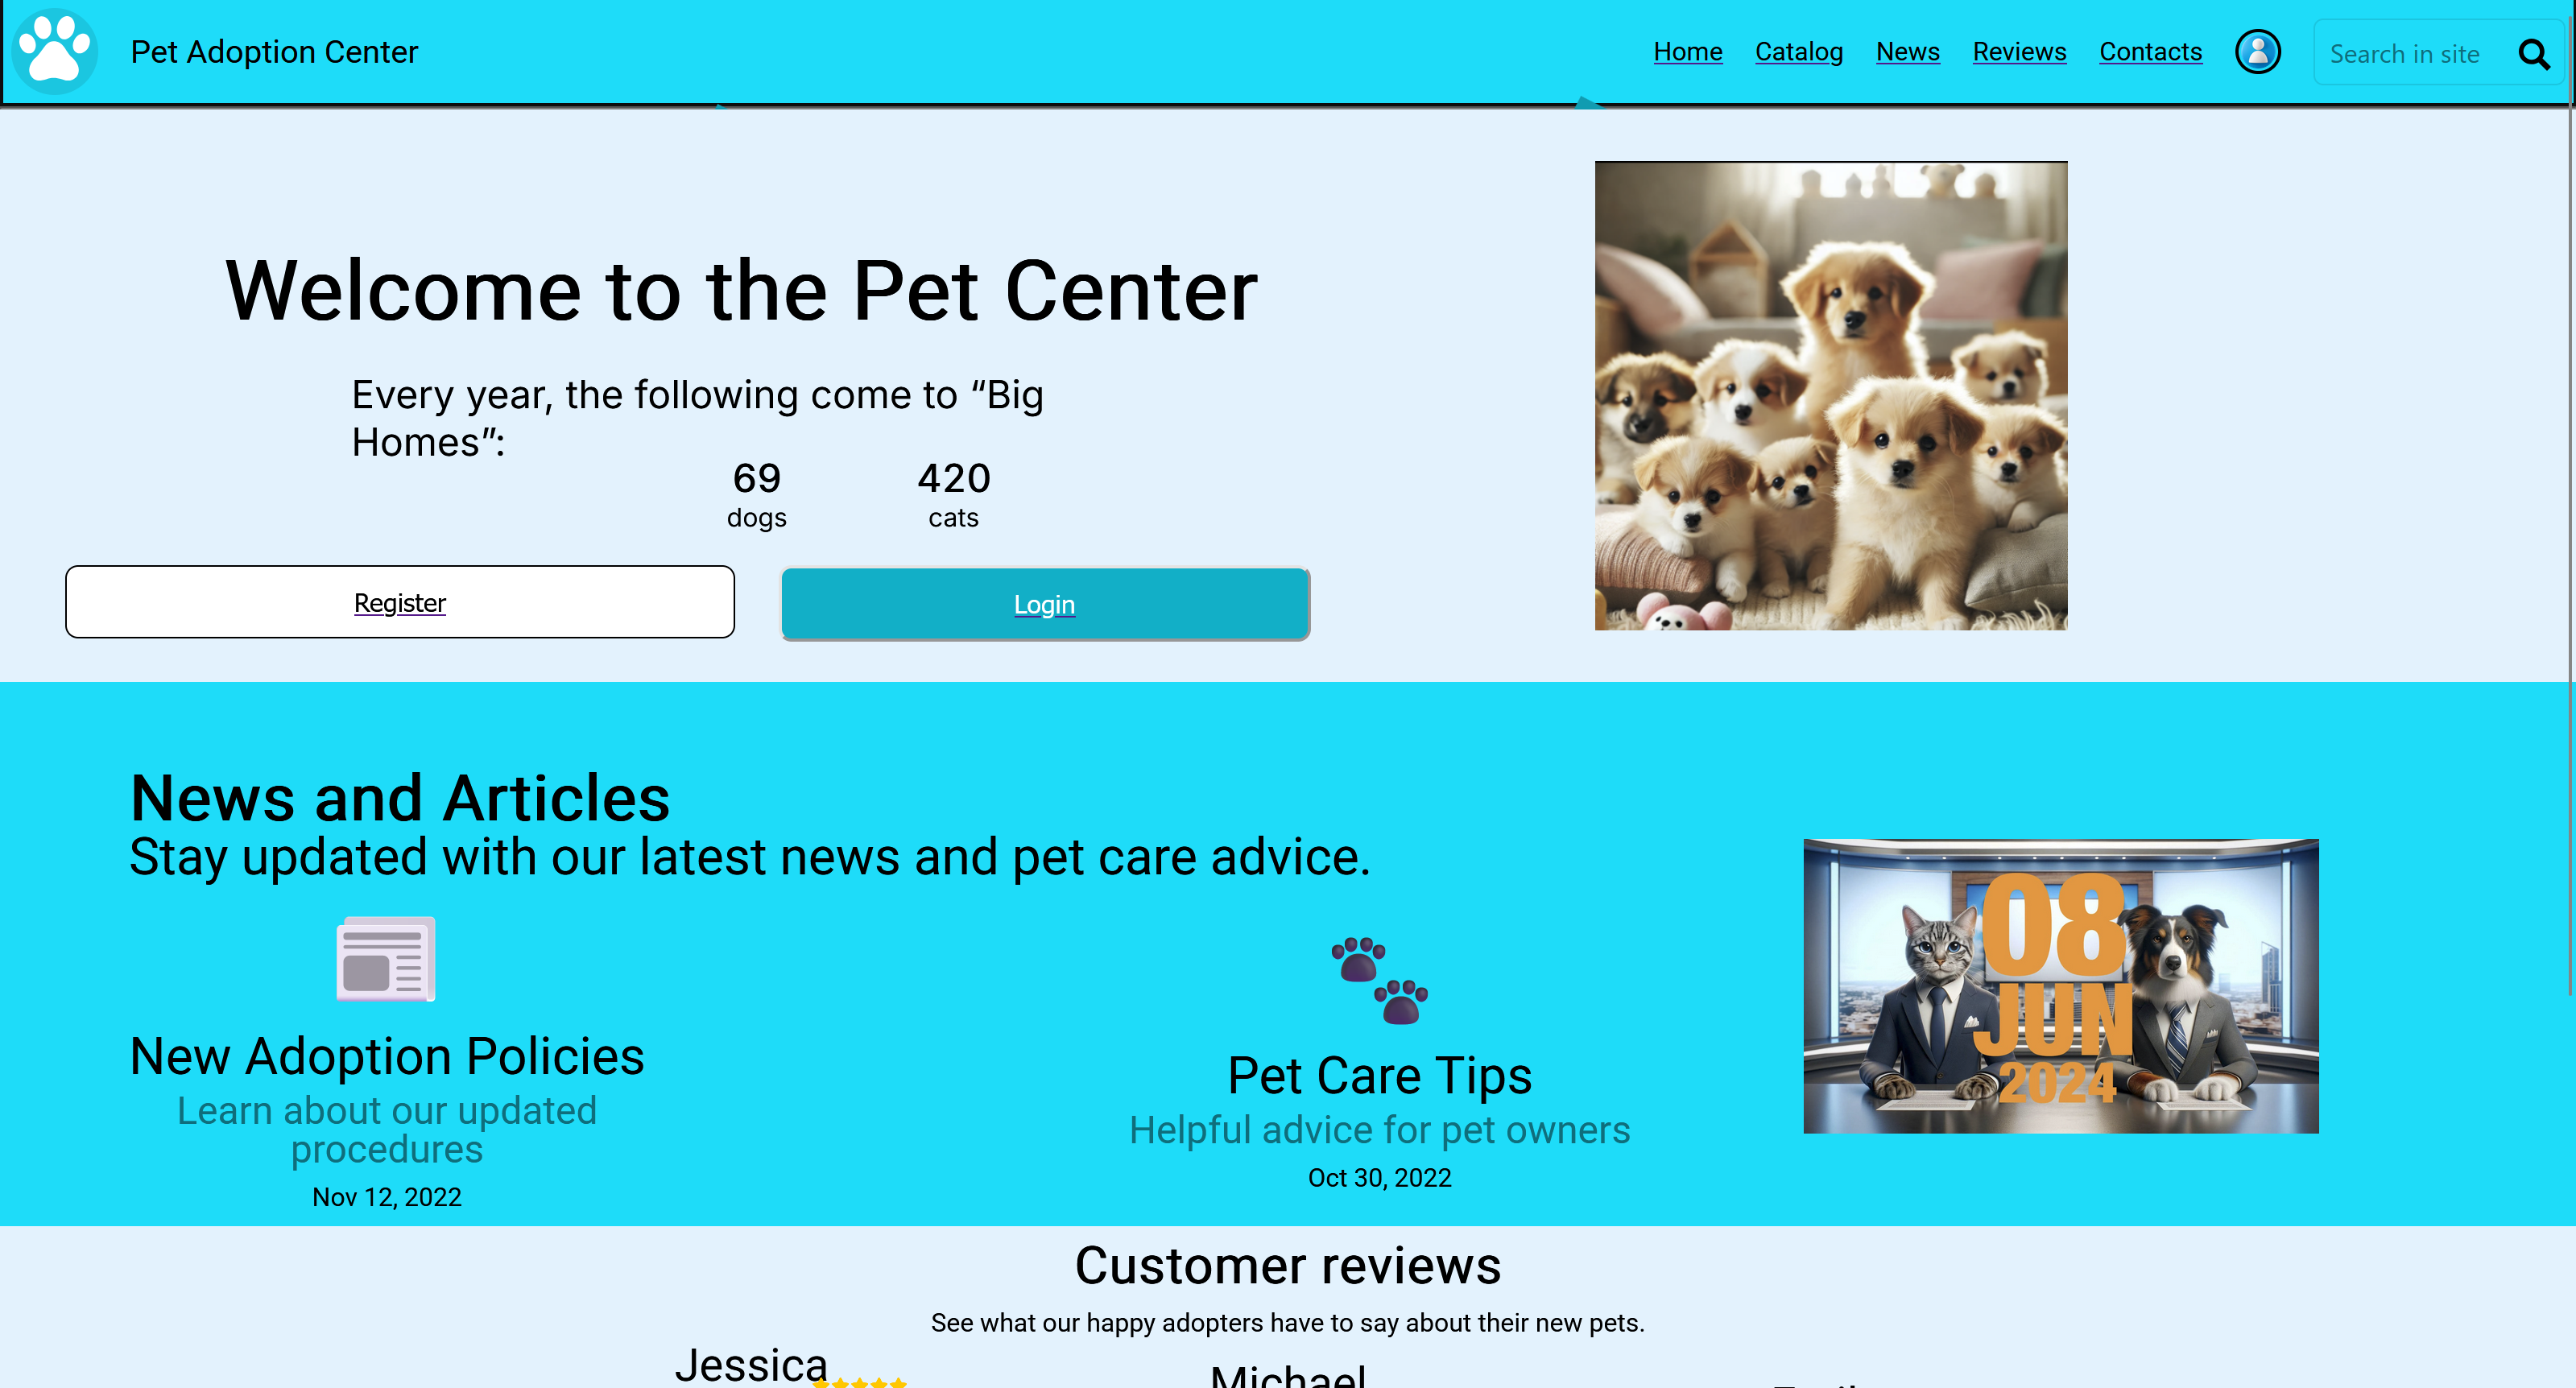 Pet Adoption Center
Home Catalog News Reviews Contacts Search in site
Welcome to the Pet Center
Every year, the following come to “Big
Homes”:
69 420
dogs cats
Register Login
News and Articles
Stay updated with our latest news and pet care advice.
08
JUN
2024
New Adoption Policies
Learn about our updated
procedures
Nov 12, 2022
Pet Care Tips
Helpful advice for pet owners
Oct 30, 2022
Customer reviews
See what our happy adopters have to say about their new pets.
Jessica
Michael